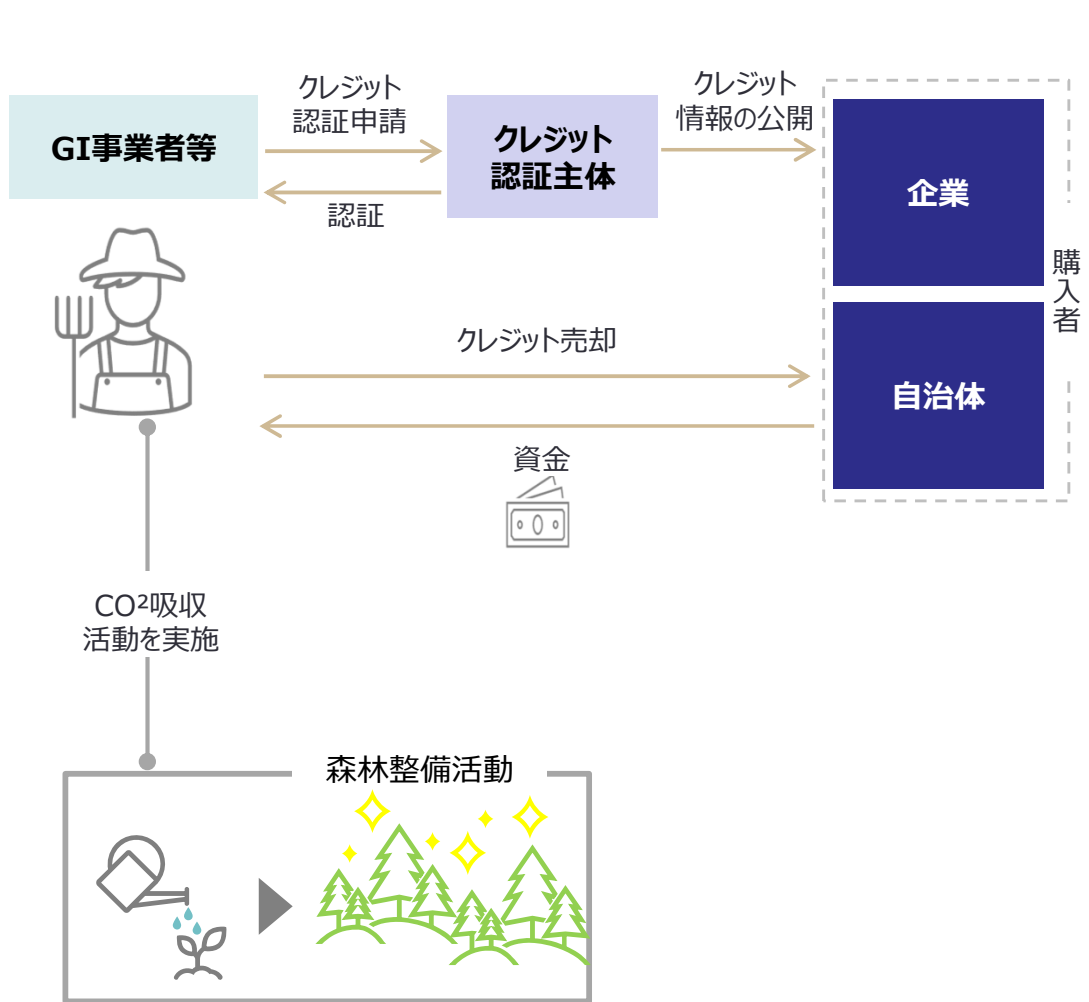 クレジット
認証申請
クレジット
情報の公開
GI事業者等
クレジット
認証主体
企業
認証
購入者
クレジット売却
自治体
資金
CO²吸収
活動を実施
森林整備活動